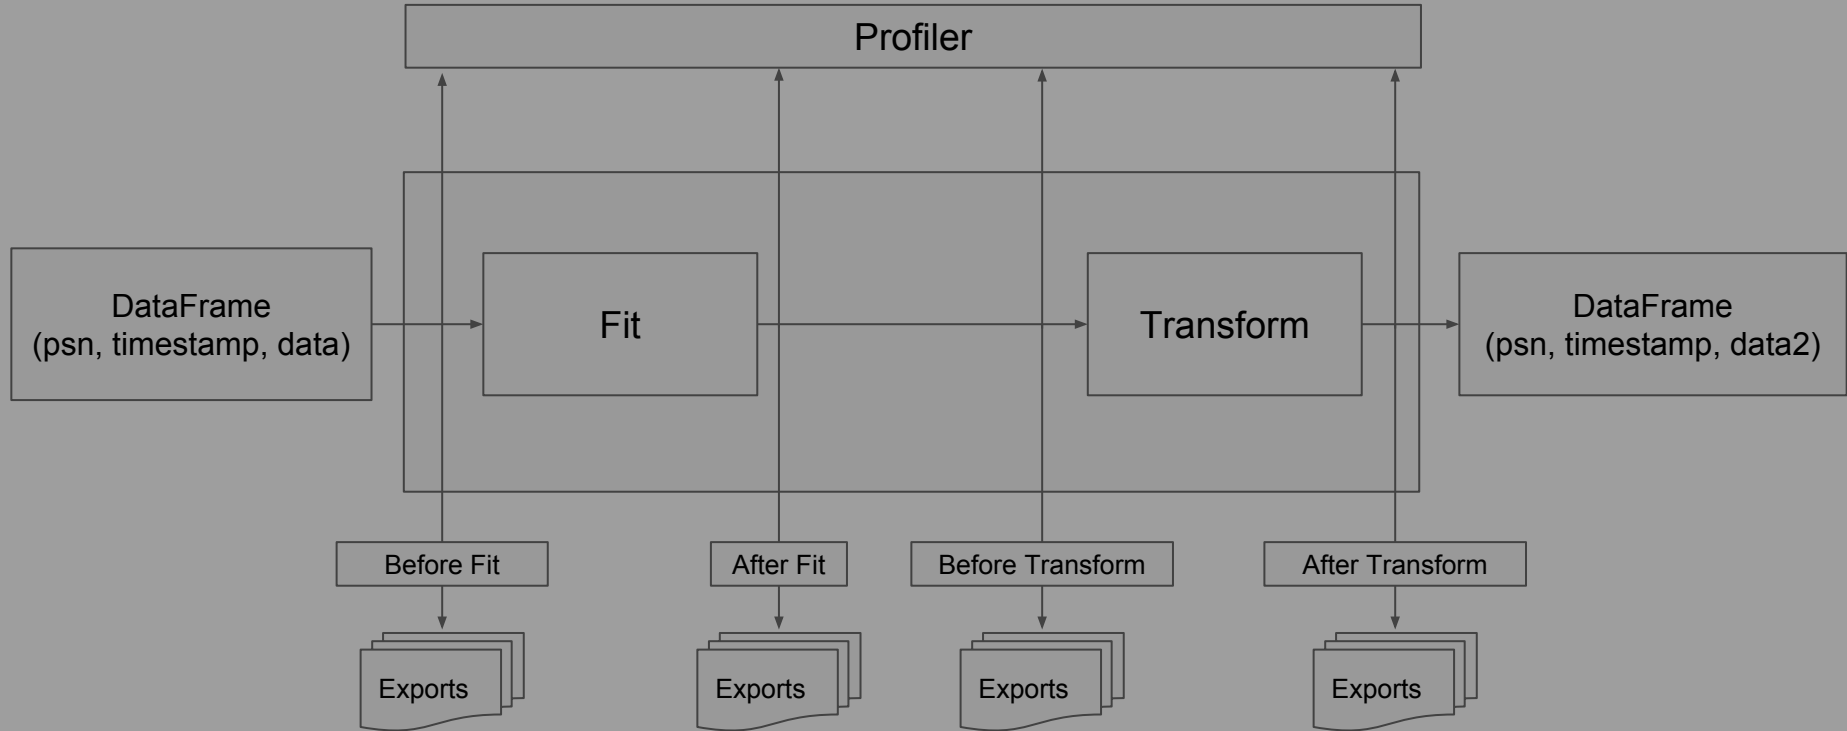 Profiler
DataFrame
(psn, timestamp, data)
Fit
Transform
DataFrame
(psn, timestamp, data2)
Before Fit
After Fit
Before Transform
After Transform
Exports
Exports
Exports
Exports